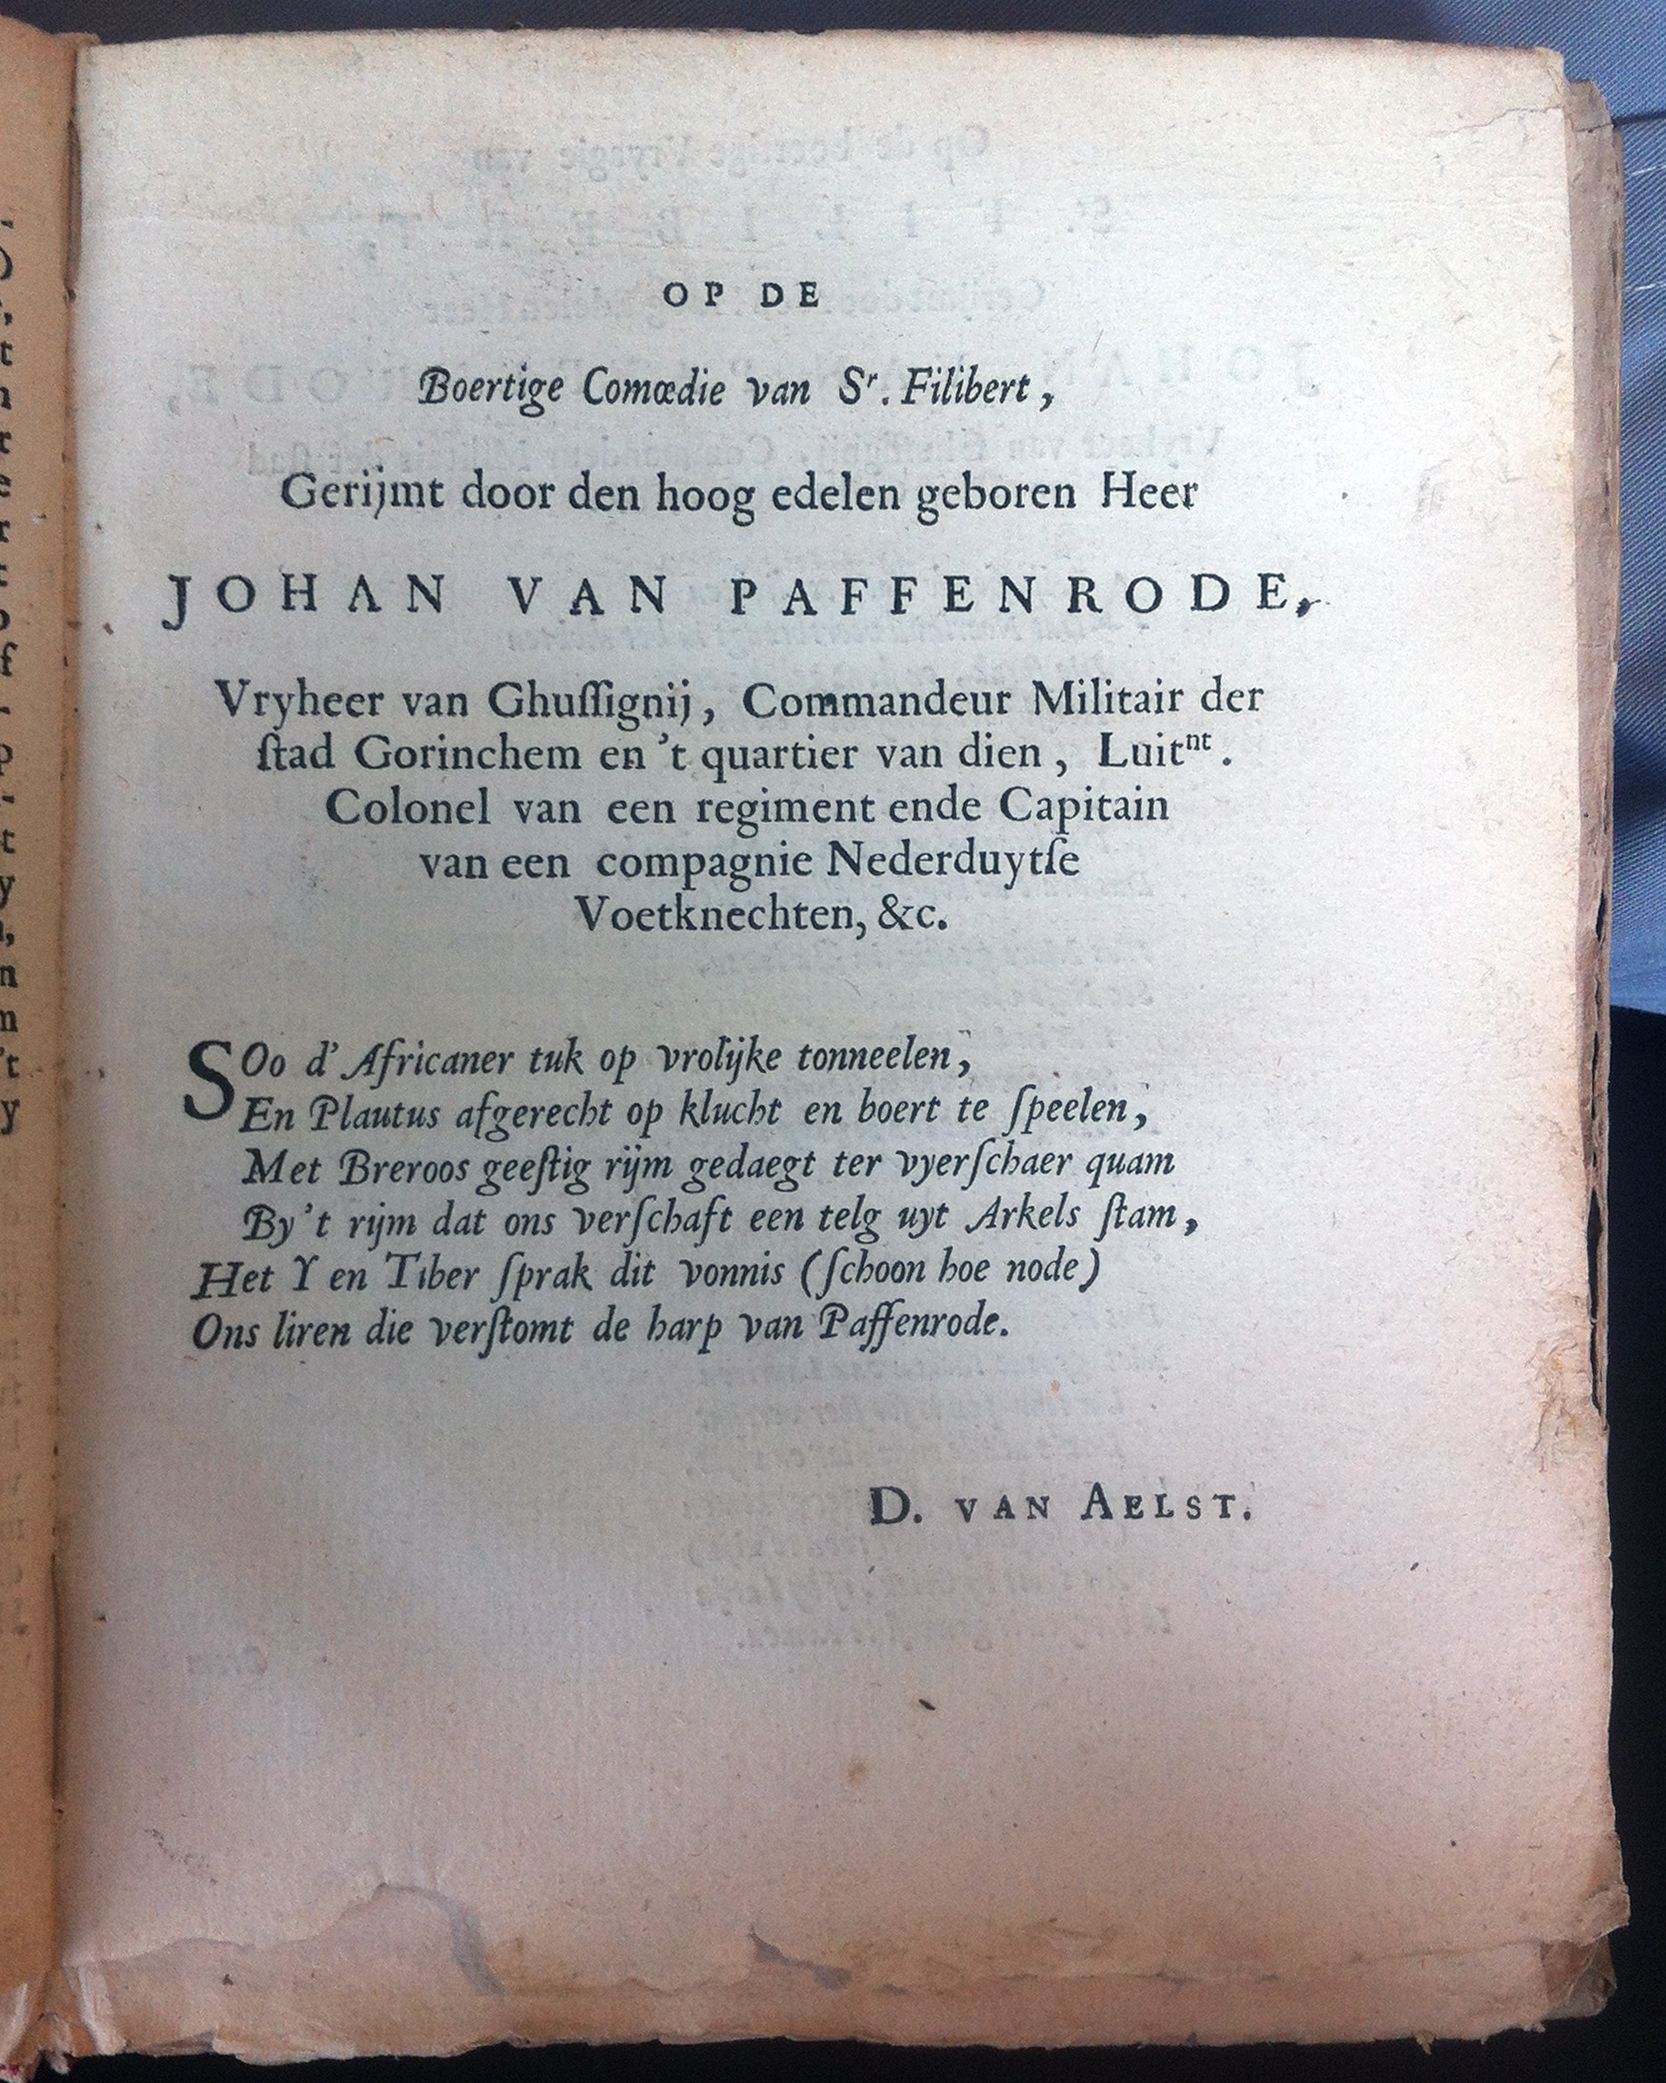 OP DE
Boertige Comœdie van Sr. Filibert,
Gerijmt door den hoog edelen geboren Heer
JOHAN VAN PAFFENRODE,
Vryheer van Ghuſſignij, Commandeur Militair der
ſtad Gorinchem en 't quartier van dien, Luitnt.
Colonel van een regiment ende Capitain
van een compagnie Nederduytſe
Voetknechten, &c.
SOo d' Africaner tuk op vrolijke tonneelen,
En Plautus afgerecht op klucht en boert te ſpeelen,
Met Breroos geeſtig rijm gedaegt ter vyerſchaer quam
By 't rijm dat ons verſchaft een telg uyt Arkels ſtam,
Het Y en Tiber ſprak dit vonnis (ſchoon hoe node)
Ons liren die verſtomt de harp van Paffenrode.
D. VAN AELST.